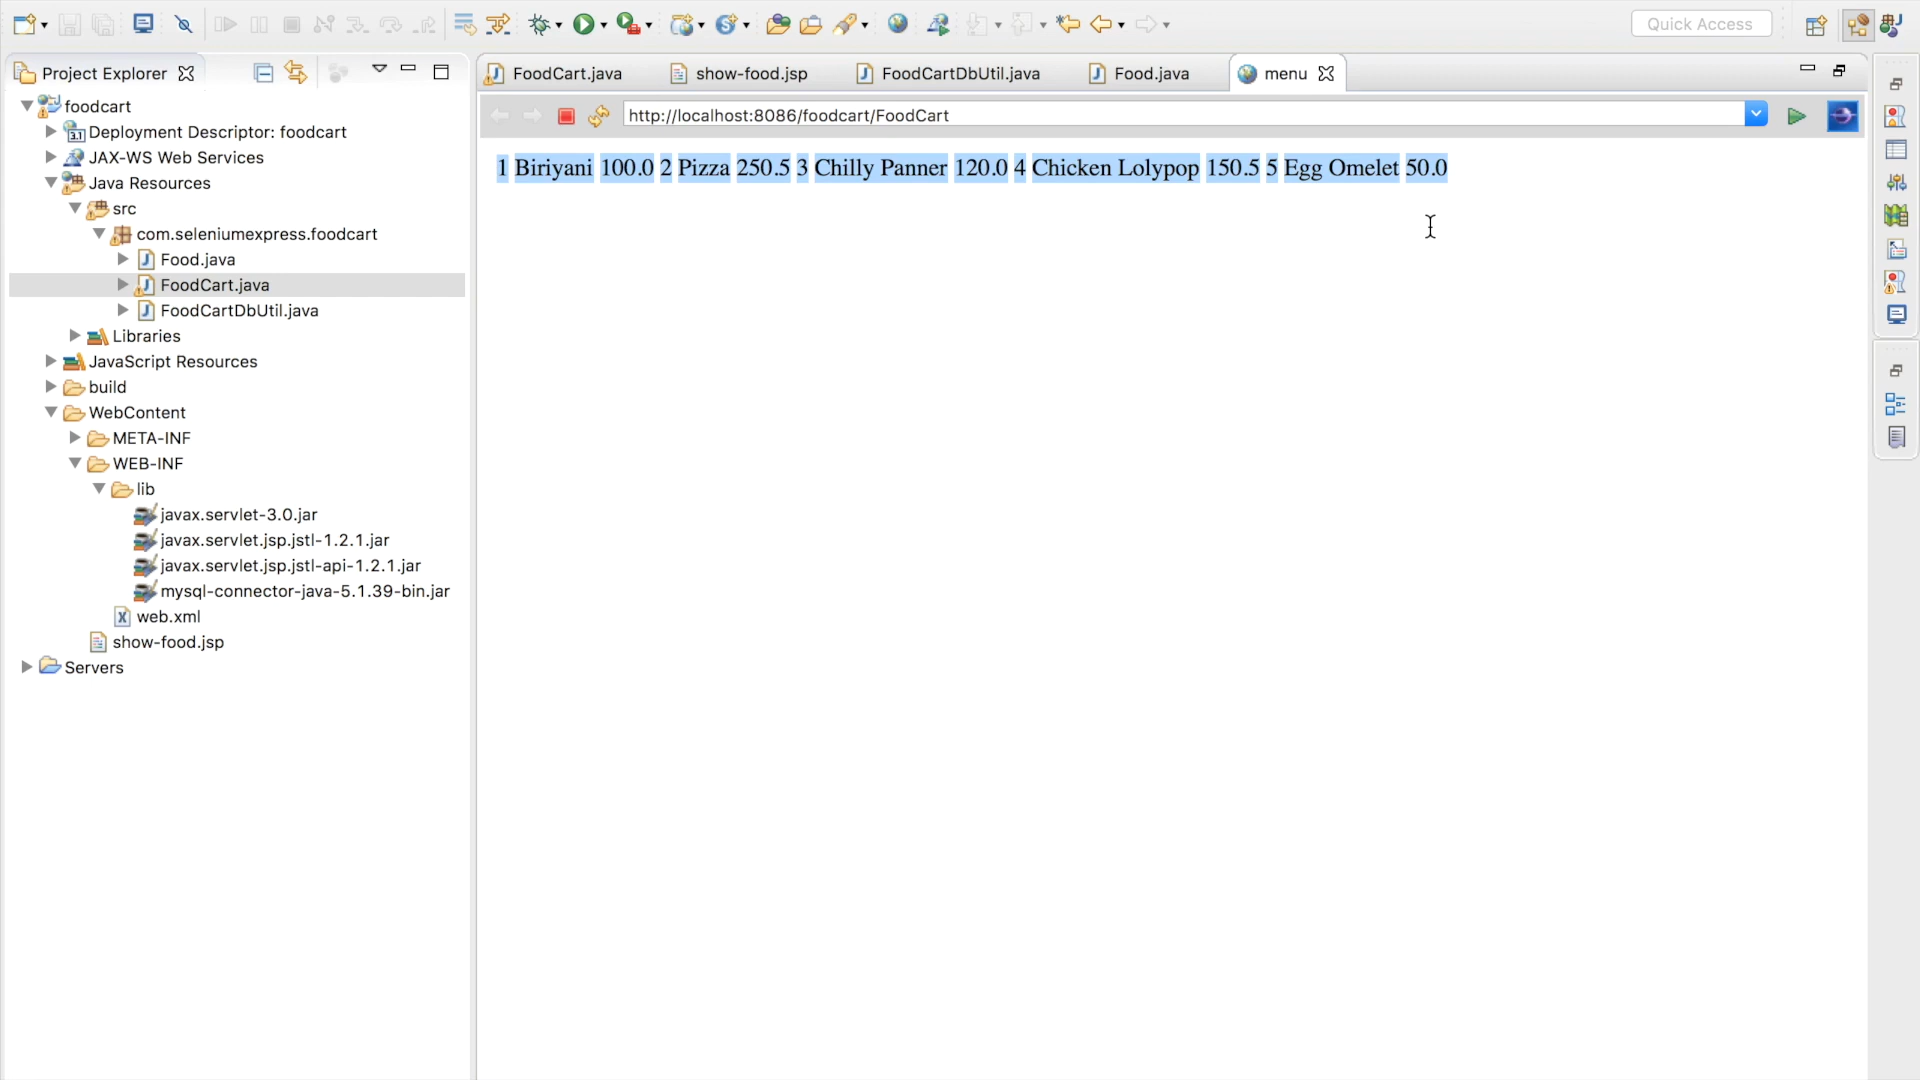 Quick Access
Project Explorer
FoodCart.java
show-food.jsp
FoodCartDbUtil.java
Food.java
menu
http://localhost:8086/foodcart/FoodCart
1 Biriyani 100.0 2 Pizza 250.5 3 Chilly Panner 120.0 4 Chicken Lolypop 150.5 5 Egg Omelet 50.0
foodcart
Deployment Descriptor: foodcart
JAX-WS Web Services
Java Resources
src
com.seleniumexpress.foodcart
Food.java
FoodCart.java
FoodCartDbUtil.java
Libraries
JavaScript Resources
build
WebContent
META-INF
WEB-INF
lib
javax.servlet-3.0.jar
javax.servlet.jsp.jstl-1.2.1.jar
javax.servlet.jsp.jstl-api-1.2.1.jar
mysql-connector-java-5.1.39-bin.jar
web.xml
show-food.jsp
Servers